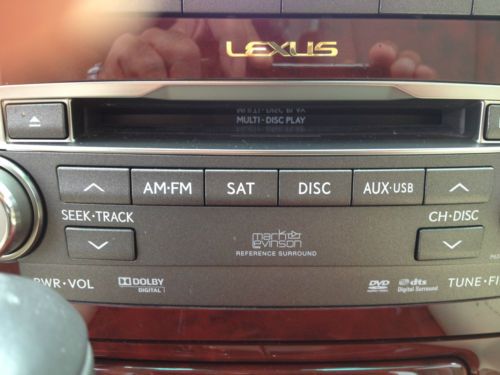 LEXUS
MULTI-DISC PLAY
AM·FM SAT DISC AUX·USB
SEEK·TRACK CH·DISC
mark levinson
REFERENCE SURROUND
PWR·VOL DOLBY DIGITAL DVD dts Digital Surround TUNE·FI